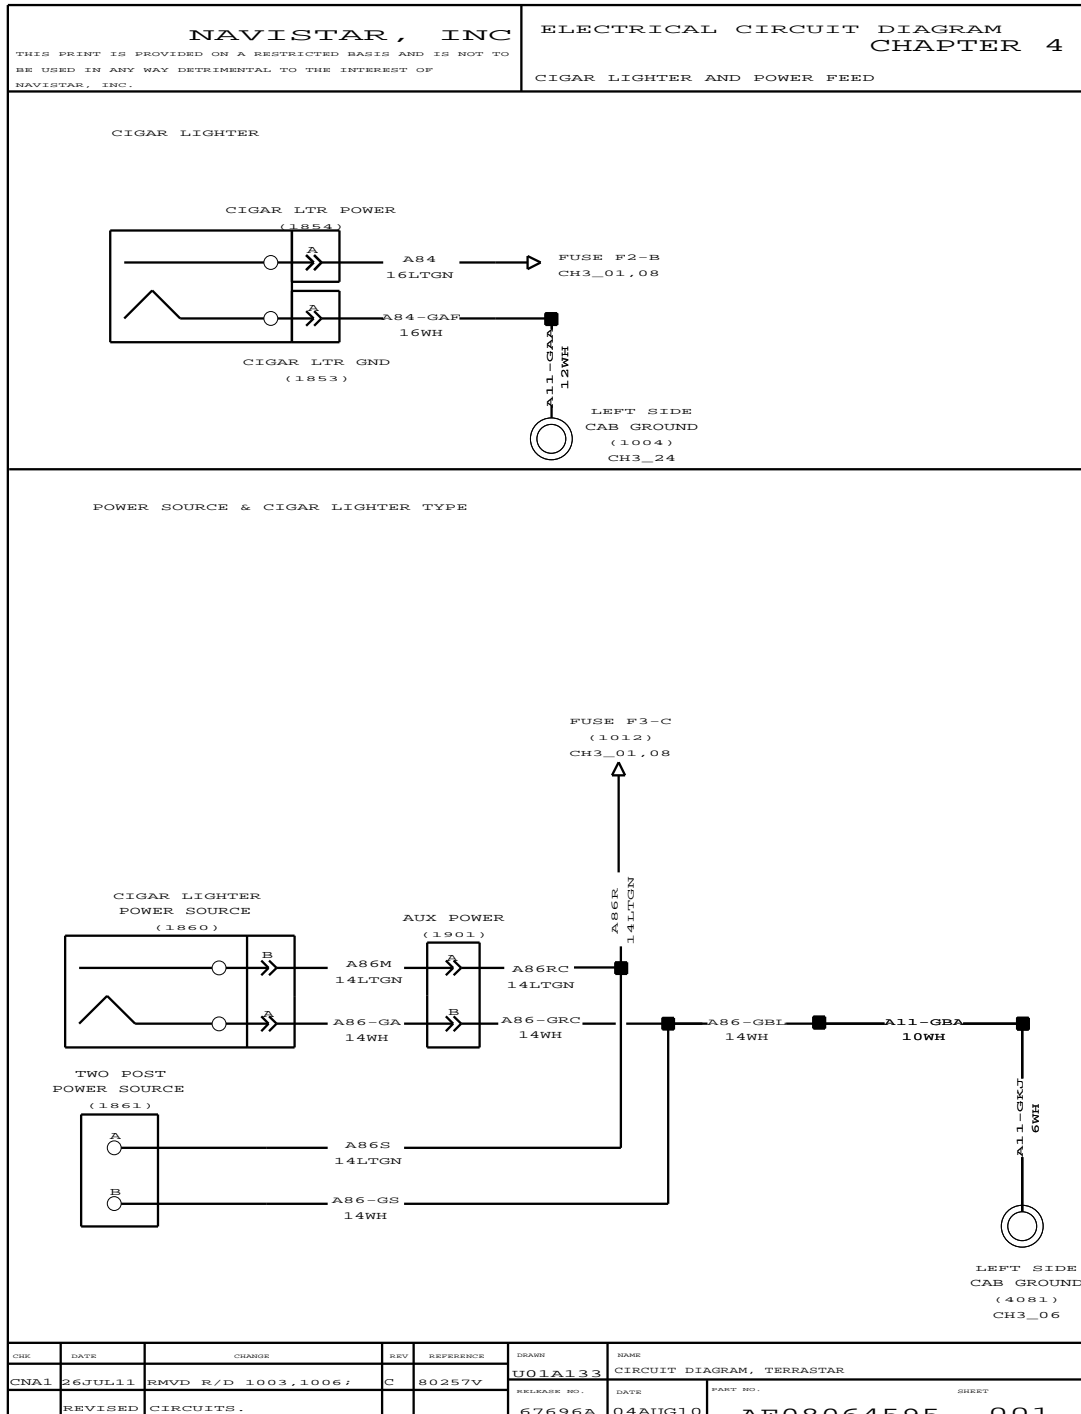 NAVISTAR, INC
THIS PRINT IS PROVIDED ON A RESTRICTED BASIS AND IS NOT TO
BE USED IN ANY WAY DETRIMENTAL TO THE INTEREST OF
NAVISTAR, INC.
ELECTRICAL CIRCUIT DIAGRAM
CHAPTER 4
CIGAR LIGHTER AND POWER FEED
CIGAR LIGHTER
CIGAR LTR POWER
(1854)
A
A84
16LTGN
FUSE F2-B
CH3_01,08
A
A84-GAF
16WH
CIGAR LTR GND
(1853)
A11-GAA
12WH
LEFT SIDE
CAB GROUND
(1004)
CH3_24
POWER SOURCE & CIGAR LIGHTER TYPE
FUSE F3-C
(1012)
CH3_01,08
A86R
14LTGN
CIGAR LIGHTER
POWER SOURCE
(1860)
AUX POWER
(1901)
B
A86M
14LTGN
A
A86RC
14LTGN
A
A86-GA
14WH
B
A86-GRC
14WH
A86-GBL
14WH
A11-GBA
10WH
A11-GKJ
6WH
TWO POST
POWER SOURCE
(1861)
A
A86S
14LTGN
B
A86-GS
14WH
LEFT SIDE
CAB GROUND
(4081)
CH3_06
CHK DATE CHANGE REV REFERENCE
CNA1 26JUL11 RMVD R/D 1003,1006; C 80257V
REVISED CIRCUITS.
DRAWN
U01A133
NAME
CIRCUIT DIAGRAM, TERRASTAR
RELEASE NO. DATE PART NO. SHEET
67696A 04AUG10 AE08064595 001